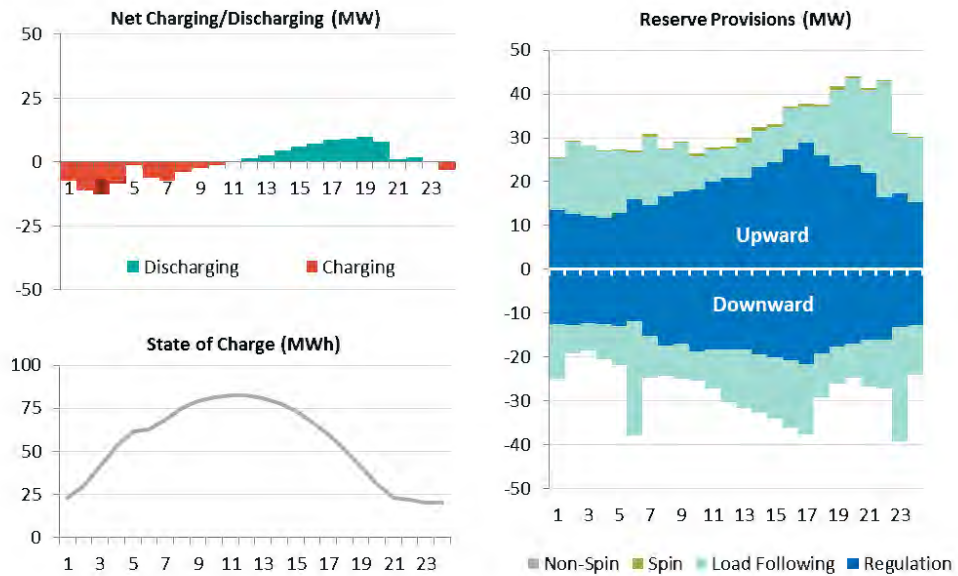 Net Charging/Discharging (MW)
50
25
0
-25
-50
1 3 5 7 9 11 13 15 17 19 21 23
Discharging Charging
State of Charge (MWh)
100
75
50
25
0
1 3 5 7 9 11 13 15 17 19 21 23
Reserve Provisions (MW)
50
40
30
20
10
0
-10
-20
-30
-40
-50
Upward
Downward
1 3 5 7 9 11 13 15 17 19 21 23
Non-Spin Spin Load Following Regulation